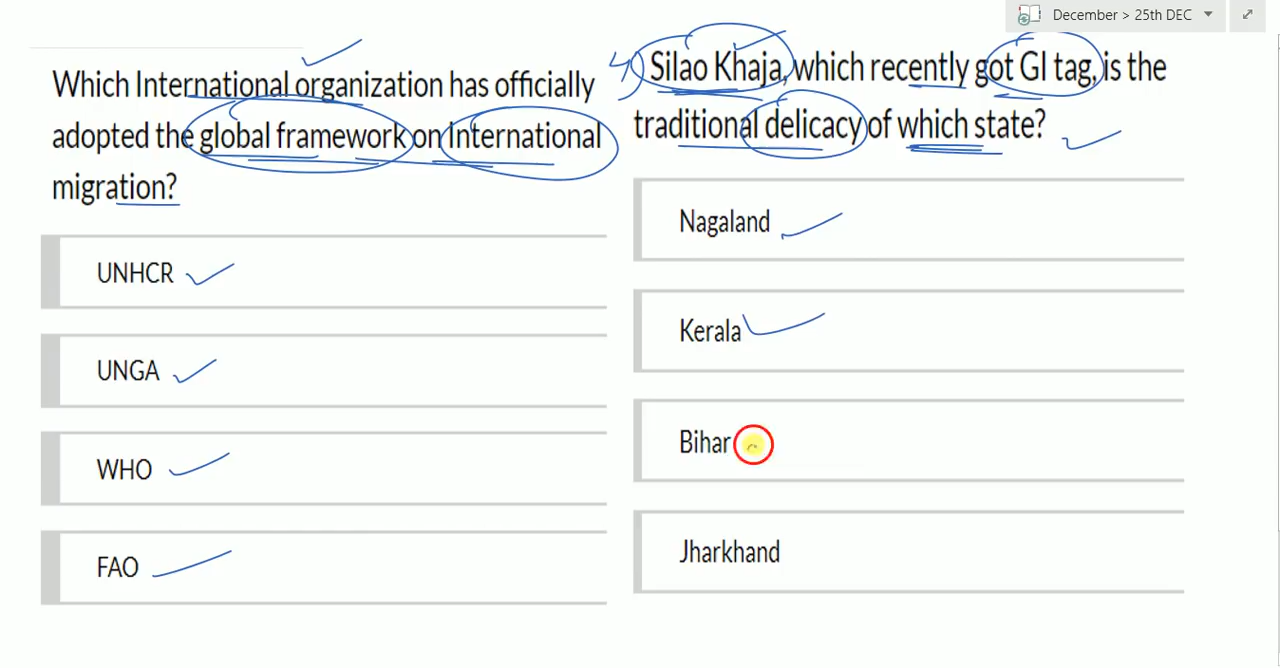 December > 25th DEC
Which International organization has officially
adopted the global framework on International
migration?
UNHCR
UNGA
WHO
FAO
4) Silao Khaja, which recently got GI tag, is the
traditional delicacy of which state?
Nagaland
Kerala
Bihar
Jharkhand